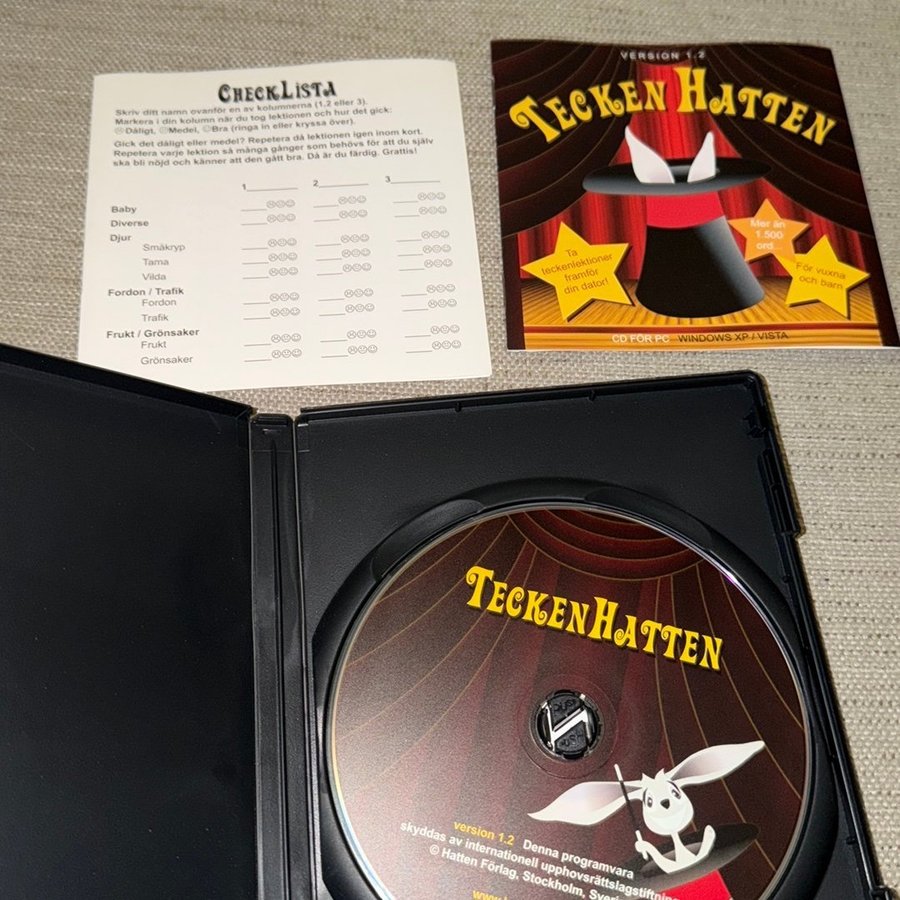 CHECKLISTA
Skriv ditt namn ovanför en av kolumnerna (1,2 eller 3).
Markera i din kolumn när du tog lektionen och hur det gick:
Dåligt, Medel, Bra (ringa in eller kryssa över).
Gick det dåligt eller medel? Repetera då lektionen igen inom kort.
Repetera varje lektion så många gånger som behövs för att du själv
ska bli nöjd och känner att den gått bra. Då är du färdig. Grattis!
1 2 3
Baby
Diverse
Djur
Småkryp
Tama
Vilda
Fordon / Trafik
Fordon
Trafik
Frukt / Grönsaker
Frukt
Grönsaker
VERSION 1.2
TECKEN HATTEN
Ta
teckenlektioner
framför
din dator!
Mer än
1.500
ord...
För vuxna
och barn
CD FÖR PC WINDOWS XP / VISTA
TECKENHATTEN
version 1.2 Denna programvara
skyddas av internationell upphovsrättslagstiftning
© Hatten Förlag, Stockholm,